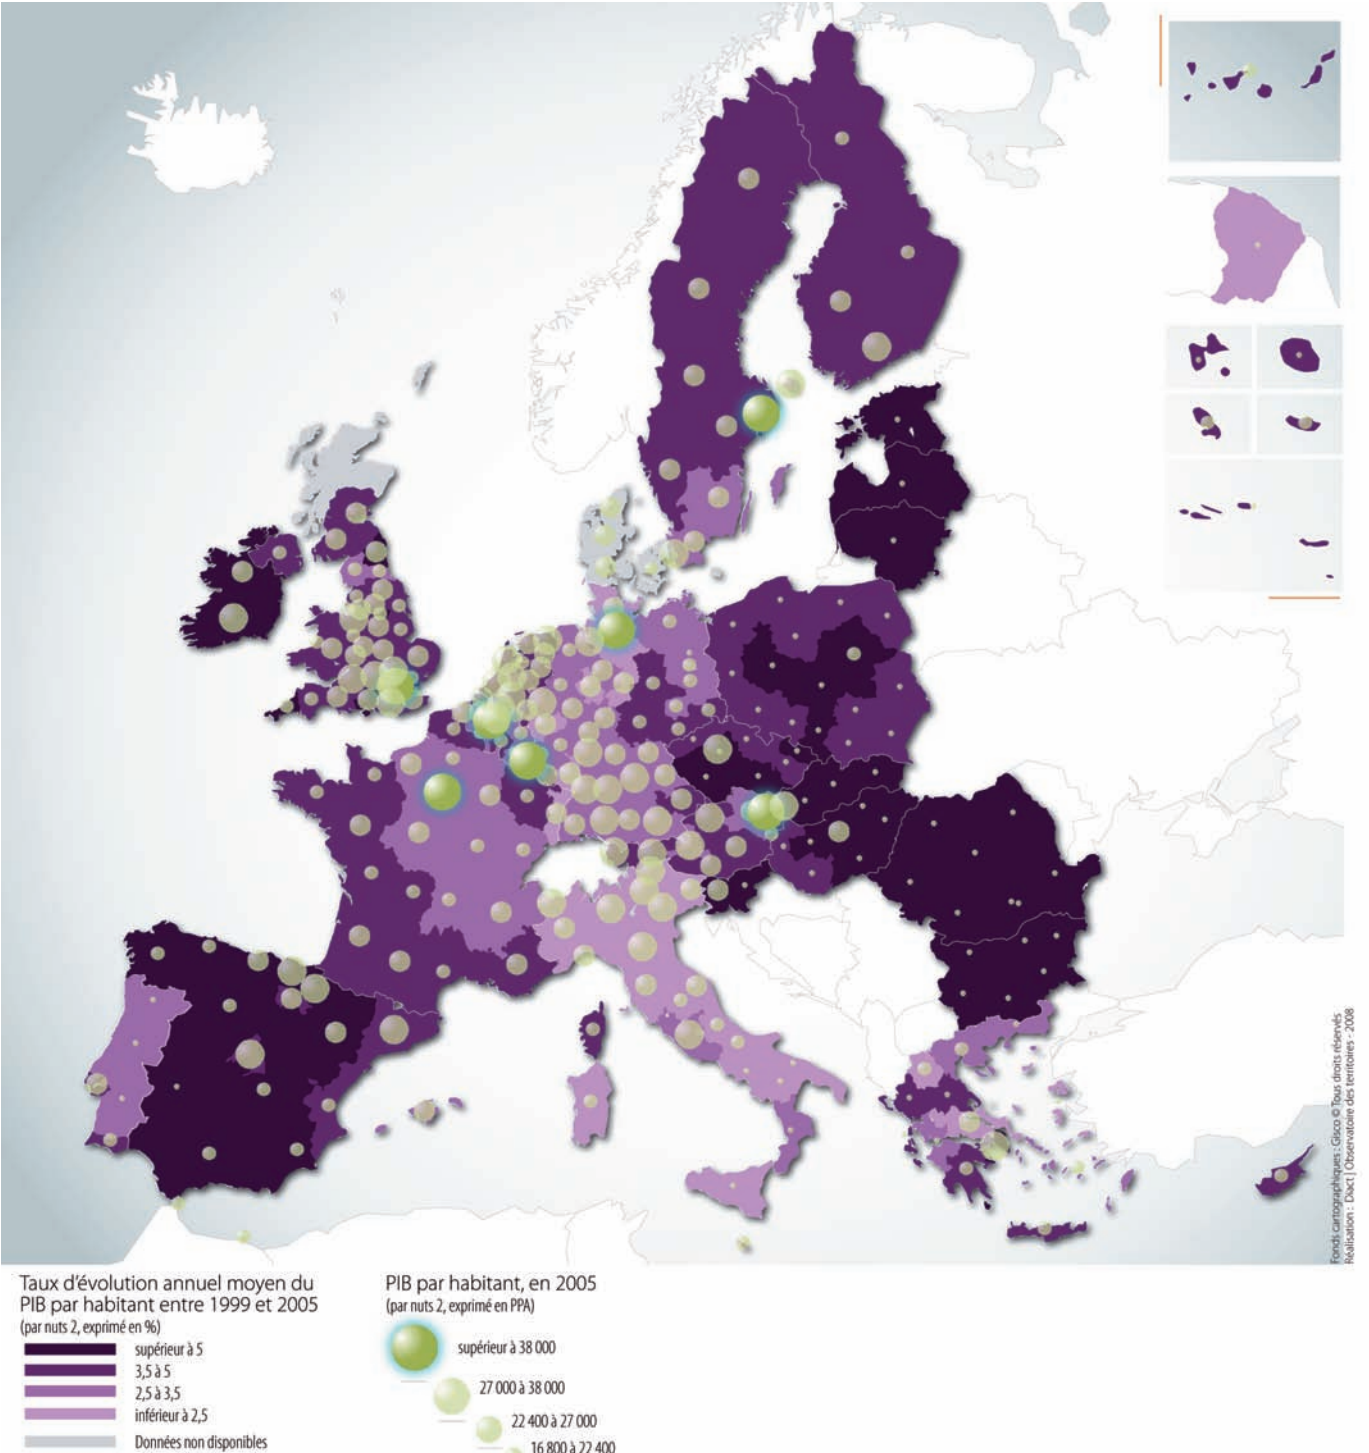 Fonds cartographiques : Gisco © Tous droits réservés
Réalisation : Diact | Observatoire des territoires - 2008
Taux d'évolution annuel moyen du
PIB par habitant entre 1999 et 2005
(par nuts 2, exprimé en %)
supérieur à 5
3,5 à 5
2,5 à 3,5
inférieur à 2,5
Données non disponibles
PIB par habitant, en 2005
(par nuts 2, exprimé en PPA)
supérieur à 38 000
27 000 à 38 000
22 400 à 27 000
16 800 à 22 400